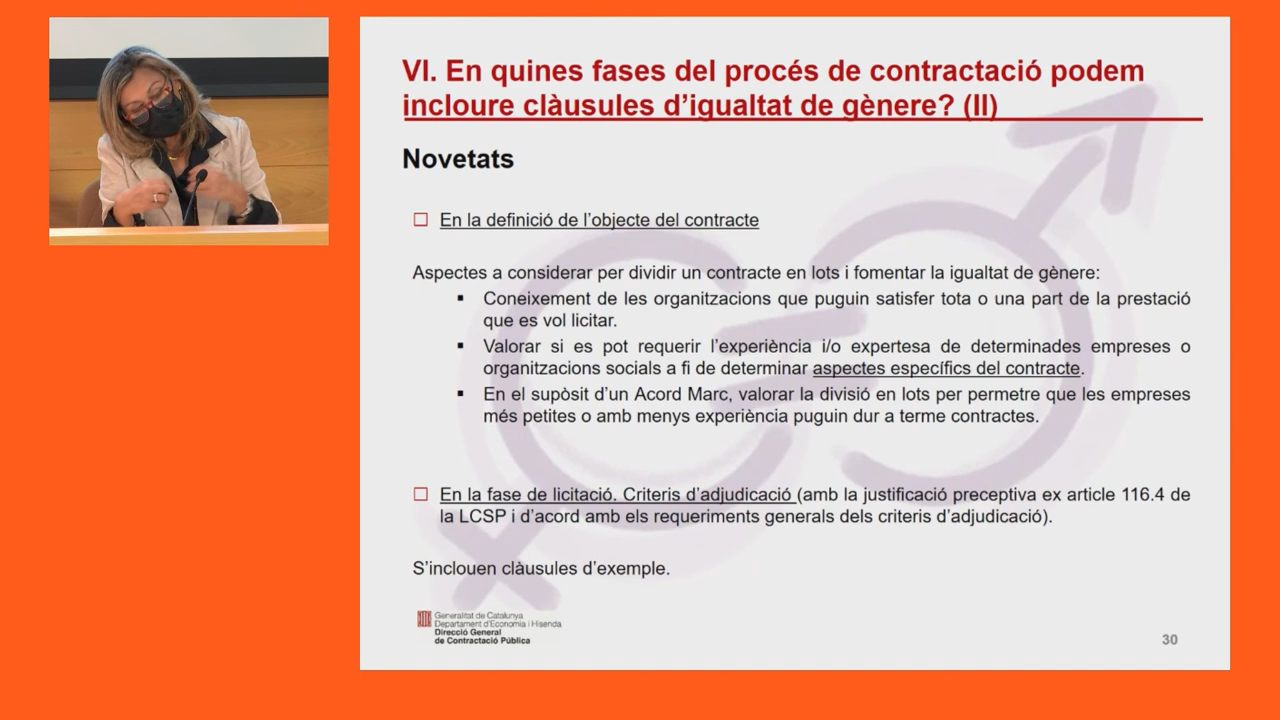 VI. En quines fases del procés de contractació podem
incloure clàusules d’igualtat de gènere? (II)
Novetats
En la definició de l’objecte del contracte
Aspectes a considerar per dividir un contracte en lots i fomentar la igualtat de gènere:
Coneixement de les organitzacions que puguin satisfer tota o una part de la prestació
que es vol licitar.
Valorar si es pot requerir l’experiència i/o expertesa de determinades empreses o
organitzacions socials a fi de determinar aspectes específics del contracte.
En el supòsit d’un Acord Marc, valorar la divisió en lots per permetre que les empreses
més petites o amb menys experiència puguin dur a terme contractes.
En la fase de licitació. Criteris d’adjudicació (amb la justificació preceptiva ex article 116.4 de
la LCSP i d’acord amb els requeriments generals dels criteris d’adjudicació).
S’inclouen clàusules d’exemple.
Generalitat de Catalunya
Departament d’Economia i Hisenda
Direcció General
de Contractació Pública
30